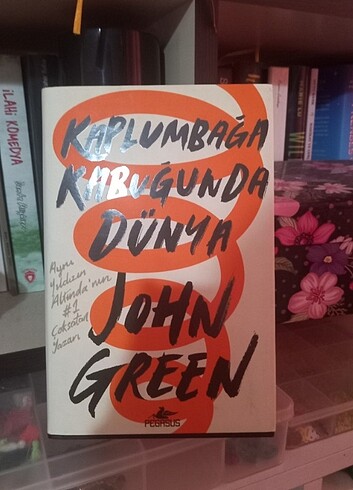 KAPLUMBAĞA
KABUĞUNDA
DÜNYA
Aynı
Yıldızın
Altında'nın
#1
Çoksatan
Yazarı
JOHN
GREEN
PEGASUS
İLAHİ KOMEDYA